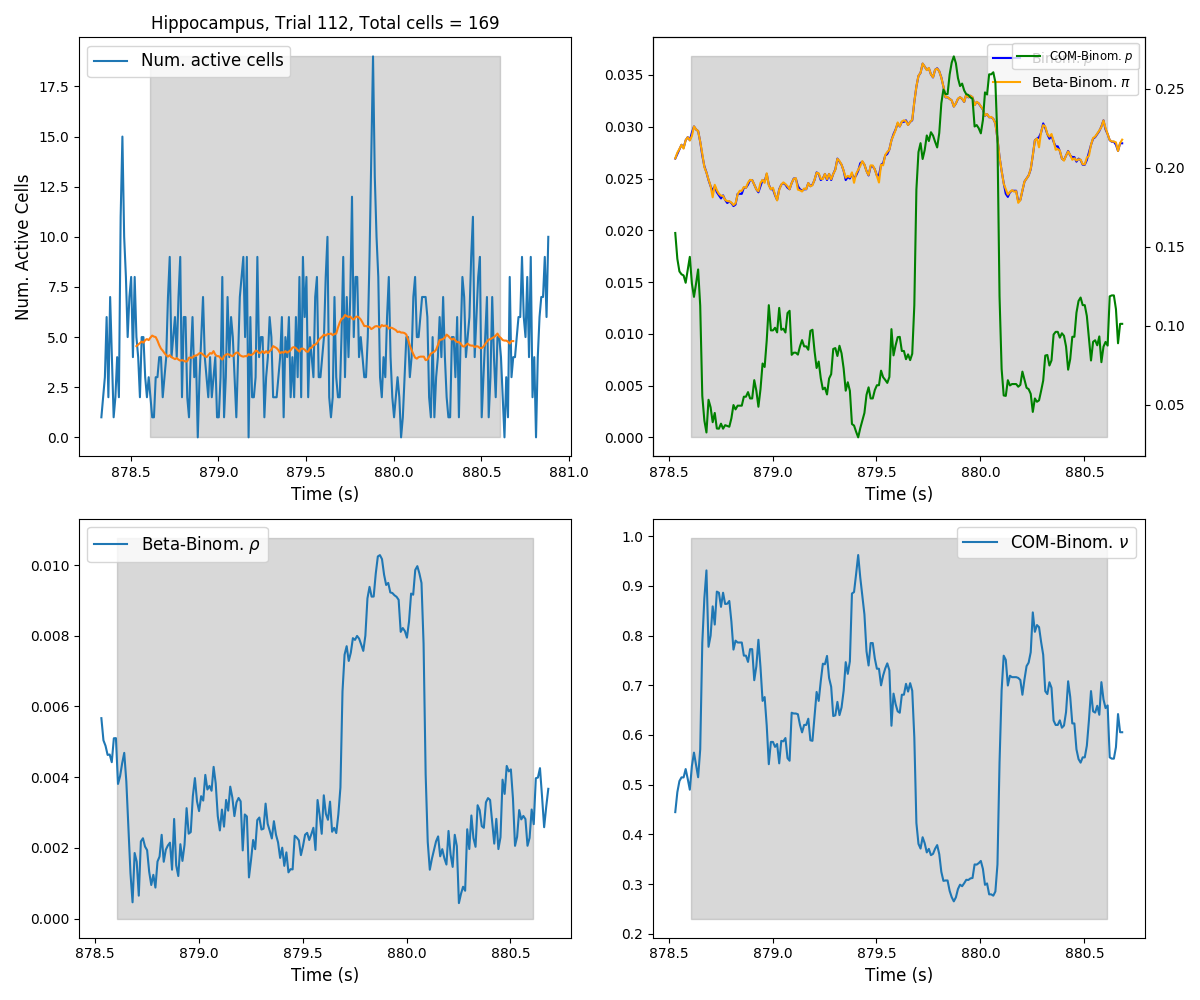 Hippocampus, Trial 112, Total cells = 169
Num. active cells
Num. Active Cells
17.5
15.0
12.5
10.0
7.5
5.0
2.5
0.0
878.5 879.0 879.5 880.0 880.5 881.0
Time (s)
COM-Binom. p
Beta-Binom. π
0.035
0.030
0.025
0.020
0.015
0.010
0.005
0.000
0.25
0.20
0.15
0.10
0.05
878.5 879.0 879.5 880.0 880.5
Time (s)
Beta-Binom. ρ
0.010
0.008
0.006
0.004
0.002
0.000
878.5 879.0 879.5 880.0 880.5
Time (s)
COM-Binom. ν
1.0
0.9
0.8
0.7
0.6
0.5
0.4
0.3
0.2
878.5 879.0 879.5 880.0 880.5
Time (s)